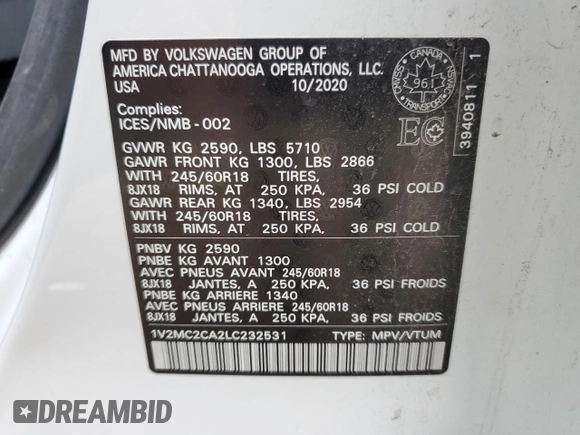 MFD BY VOLKSWAGEN GROUP OF
AMERICA CHATTANOOGA OPERATIONS, LLC.
USA 10/2020
Complies:
ICES/NMB-002
GVWR KG 2590, LBS 5710
GAWR FRONT KG 1300, LBS 2866
WITH 245/60R18 TIRES,
8JX18 RIMS, AT 250 KPA, 36 PSI COLD
GAWR REAR KG 1340, LBS 2954
WITH 245/60R18 TIRES,
8JX18 RIMS, AT 250 KPA, 36 PSI COLD
PNBV KG 2590
PNBE KG AVANT 1300
AVEC PNEUS AVANT 245/60R18
8JX18 JANTES, A 250 KPA, 36 PSI FROIDS
PNBE KG ARRIERE 1340
AVEC PNEUS ARRIERE 245/60R18
8JX18 JANTES, A 250 KPA, 36 PSI FROIDS
1V2MC2CA2LC232531 TYPE: MPV/VTUM
CANADA
CMVSS
NSVAC
961
TRANSPORT
EC
3940811 1
DREAMBID